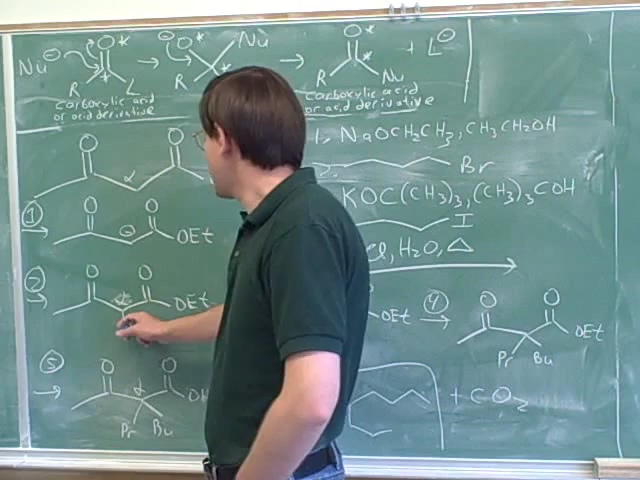 Nu⊖ O* * R L → ⊖O * Nu R * → O* * R Nu + L⊖
carboxylic acid or acid derivative
carboxylic acid or acid derivative
O α O
1. NaOCH2CH3, CH3CH2OH
2. Br
KOC(CH3)3, (CH3)3COH
I
H2O, Δ
① → O ⊖ O OEt
② → O O OEt
OEt ④ → O O OEt Pr Bu
⑤ → O α O Pr Bu
+ CO2